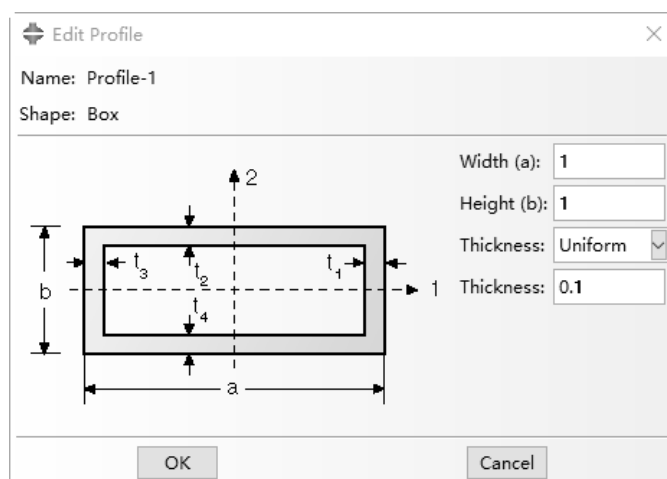 Edit Profile
Name: Profile-1
Shape: Box
Width (a): 1
Height (b): 1
Thickness: Uniform
Thickness: 0.1
2
t3
t2
t1
b
1
t4
a
OK
Cancel